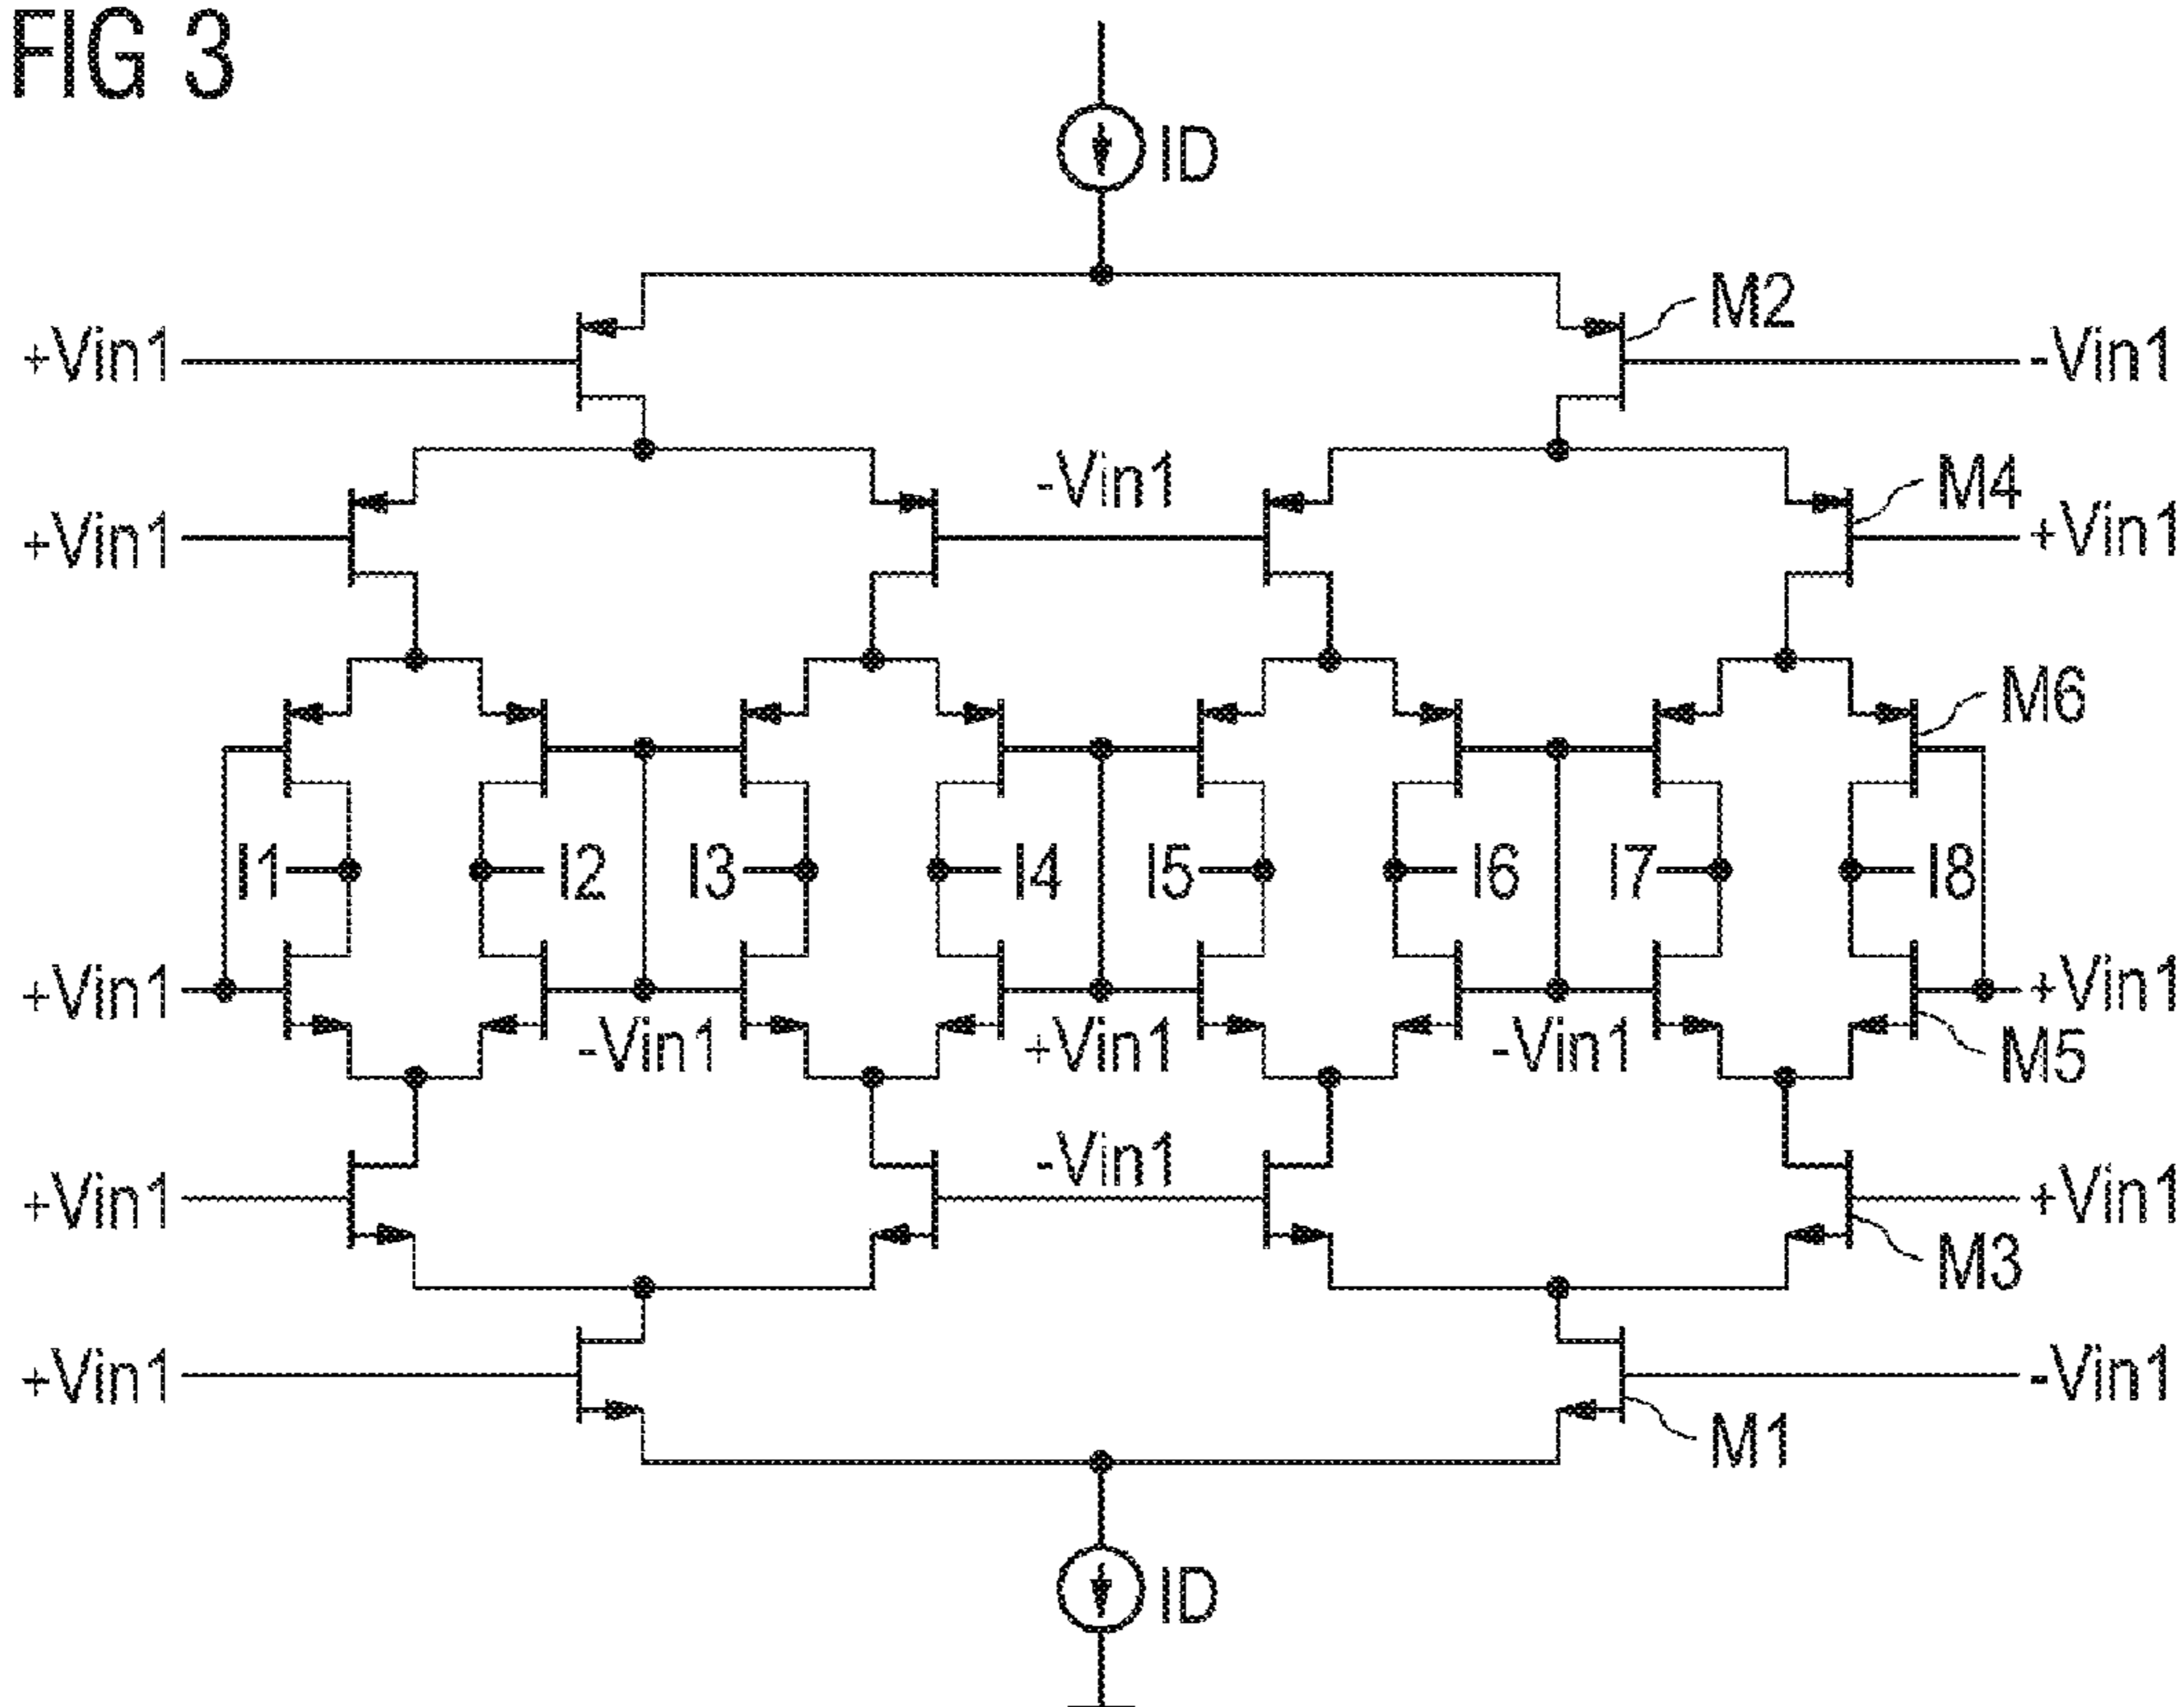 FIG 3
ID
M2
+Vin1
-Vin1
-Vin1
M4
+Vin1
+Vin1
M6
I1
I2
I3
I4
I5
I6
I7
I8
+Vin1
+Vin1
-Vin1
+Vin1
-Vin1
M5
-Vin1
+Vin1
+Vin1
M3
+Vin1
-Vin1
M1
ID